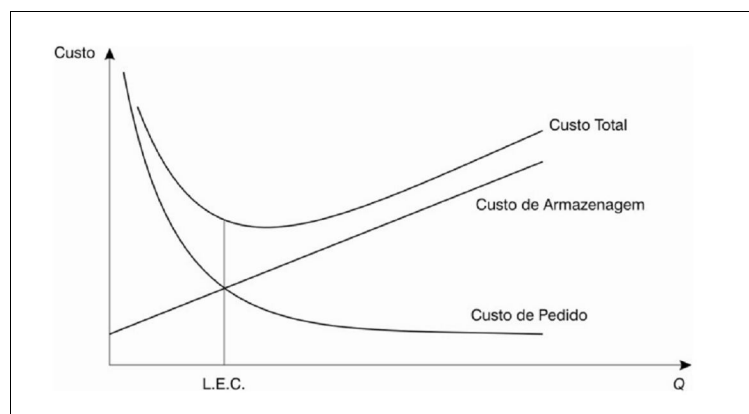 Custo
Custo Total
Custo de Armazenagem
Custo de Pedido
L.E.C.
Q